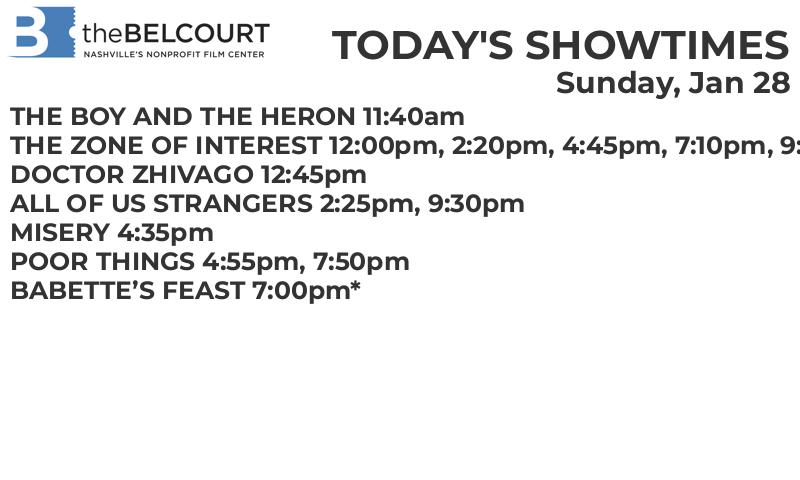 B theBELCOURT
NASHVILLE'S NONPROFIT FILM CENTER
TODAY'S SHOWTIMES
Sunday, Jan 28
THE BOY AND THE HERON 11:40am
THE ZONE OF INTEREST 12:00pm, 2:20pm, 4:45pm, 7:10pm, 9:
DOCTOR ZHIVAGO 12:45pm
ALL OF US STRANGERS 2:25pm, 9:30pm
MISERY 4:35pm
POOR THINGS 4:55pm, 7:50pm
BABETTE’S FEAST 7:00pm*